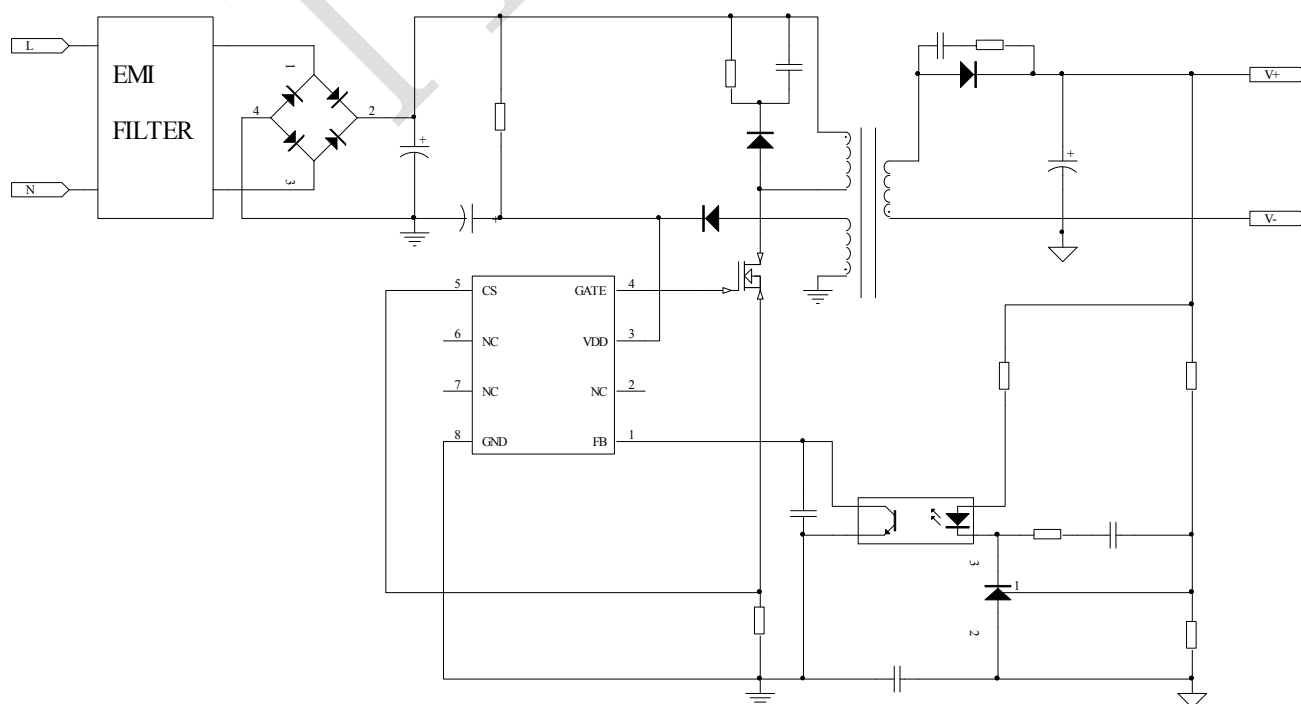 L
EMI
FILTER
N
1
4
2
3
+
+
+
V+
V-
5 CS GATE 4
6 NC VDD 3
7 NC NC 2
8 GND FB 1
3
1
2